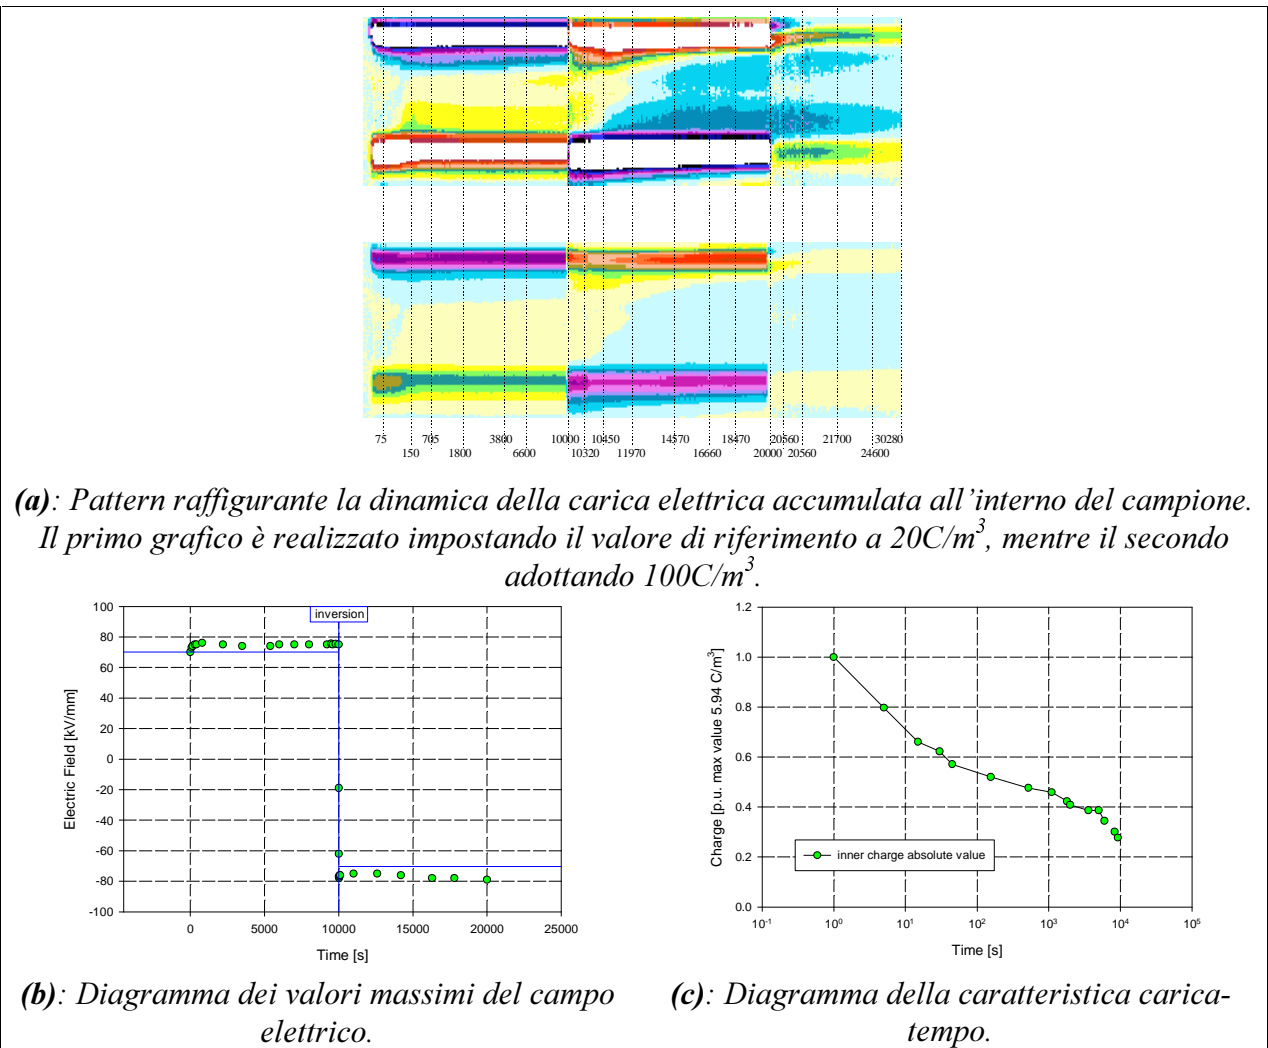 75 705 3800 10000 10450 14570 18470 20560 21700 30280
150 1800 6600 10320 11970 16660 20000 20560 24600
(a): Pattern raffigurante la dinamica della carica elettrica accumulata all’interno del campione.
Il primo grafico è realizzato impostando il valore di riferimento a 20C/m³, mentre il secondo
adottando 100C/m³.
inversion
100
80
60
40
20
0
-20
-40
-60
-80
-100
Electric Field [kV/mm]
0 5000 10000 15000 20000 25000
Time [s]
1.2
1.0
0.8
0.6
0.4
0.2
0.0
Charge [p.u. max value 5.94 C/m³]
inner charge absolute value
10⁻¹ 10⁰ 10¹ 10² 10³ 10⁴ 10⁵
Time [s]
(b): Diagramma dei valori massimi del campo
elettrico.
(c): Diagramma della caratteristica carica-
tempo.